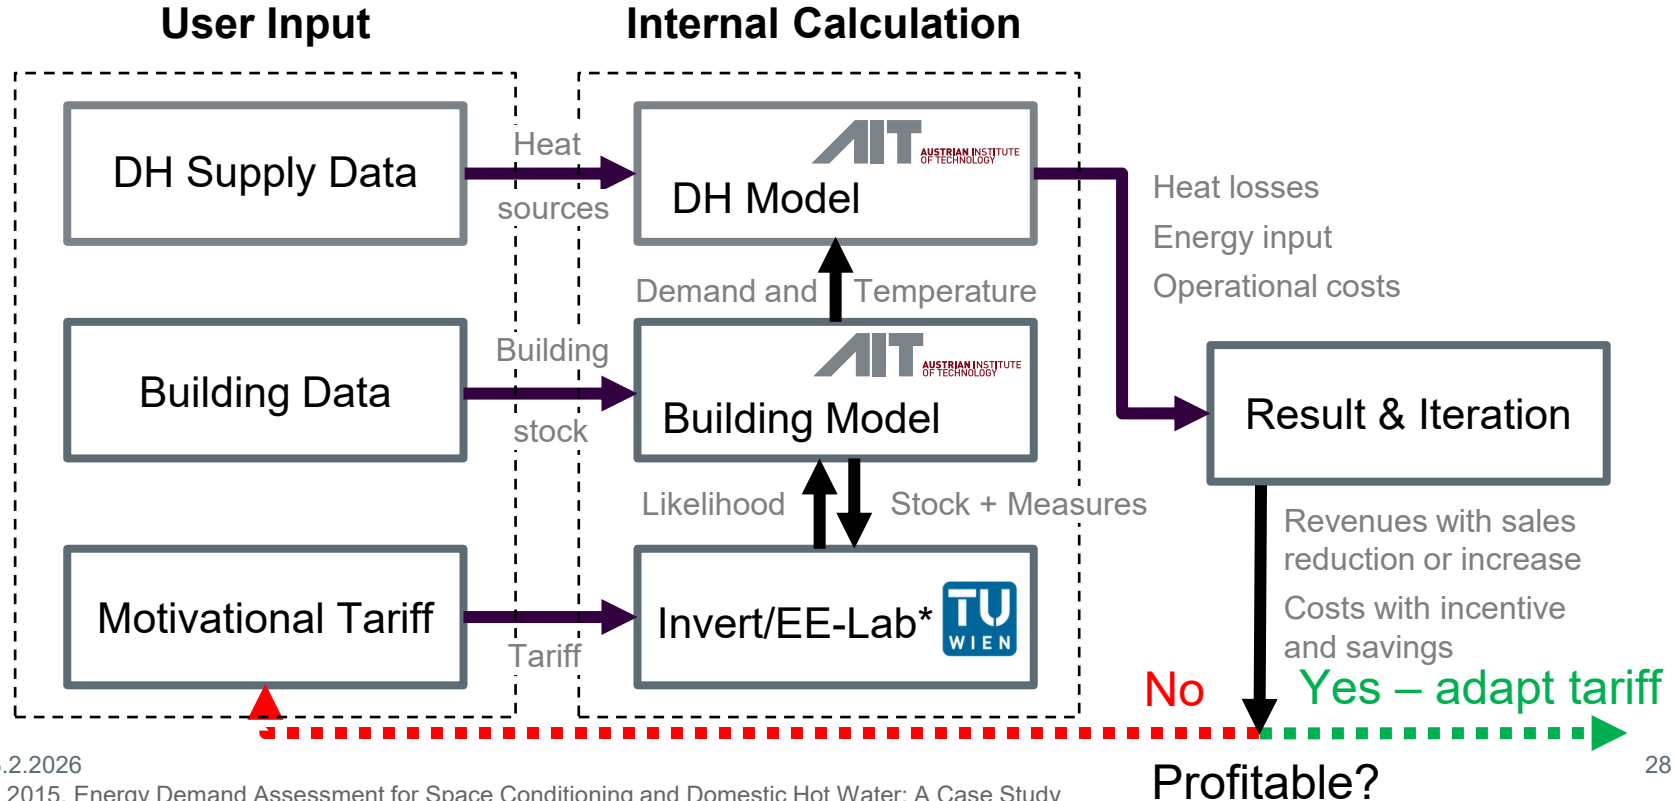 User Input
Internal Calculation
DH Supply Data
Heat
sources
AIT
AUSTRIAN INSTITUTE
OF TECHNOLOGY
DH Model
Heat losses
Energy input
Operational costs
Demand and
Temperature
Building Data
Building
stock
AIT
AUSTRIAN INSTITUTE
OF TECHNOLOGY
Building Model
Result & Iteration
Likelihood
Stock + Measures
Revenues with sales
reduction or increase
Costs with incentive
and savings
Motivational Tariff
Tariff
Invert/EE-Lab*
TU
WIEN
No
Yes – adapt tariff
Profitable?
.2.2026
28
2015. Energy Demand Assessment for Space Conditioning and Domestic Hot Water: A Case Study